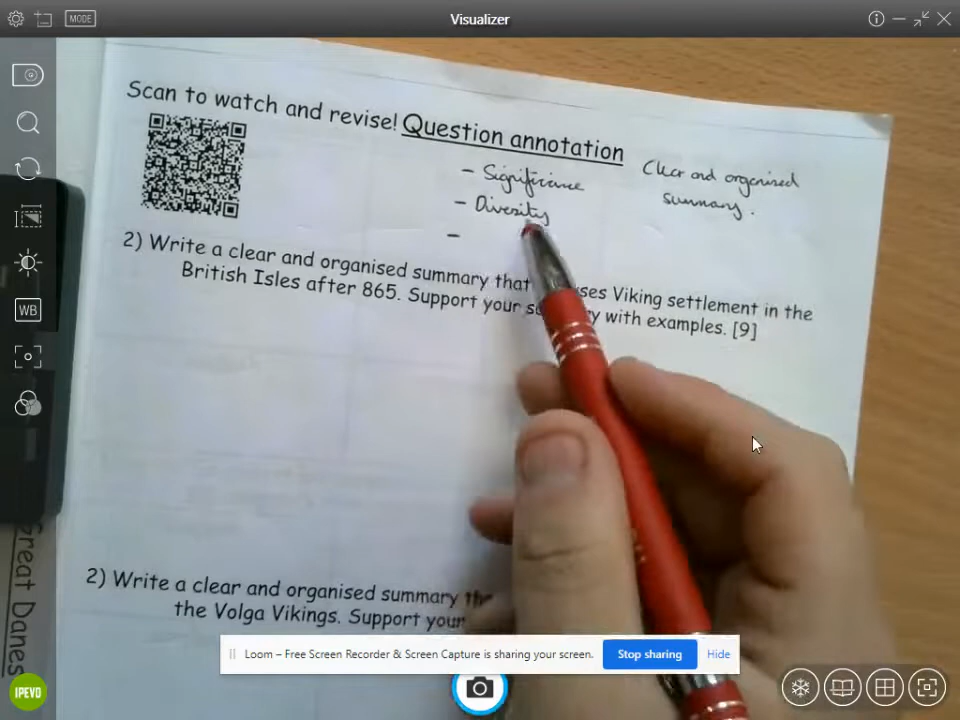 MODE
Visualizer
Scan to watch and revise! Question annotation
- Significance
Clear and organised
summary.
- Diversity
-
2) Write a clear and organised summary that
ses Viking settlement in the
British Isles after 865. Support your su
ry with examples. [9]
WB
Great Danes
2) Write a clear and organised summary th
the Volga Vikings. Support your
Loom – Free Screen Recorder & Screen Capture is sharing your screen.
Stop sharing
Hide
IPEVO